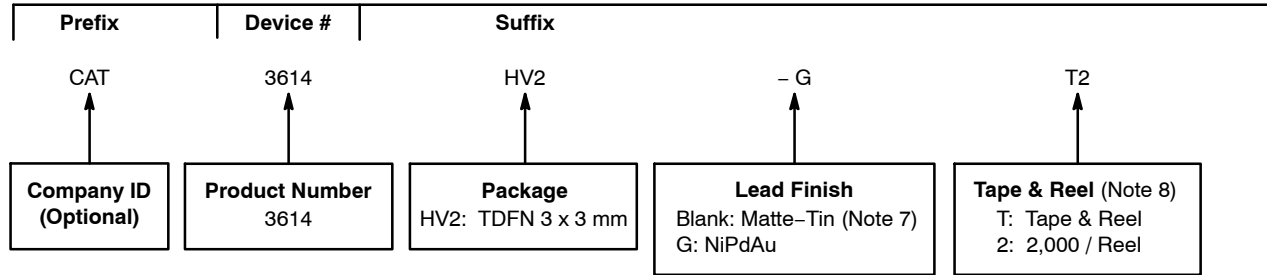 Prefix Device # Suffix
CAT 3614 HV2 – G T2
Company ID
(Optional)
Product Number
3614
Package
HV2: TDFN 3 x 3 mm
Lead Finish
Blank: Matte–Tin (Note 7)
G: NiPdAu
Tape & Reel (Note 8)
T: Tape & Reel
2: 2,000 / Reel